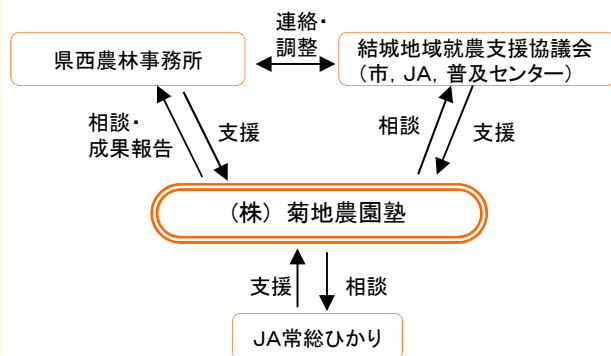 連絡・
調整
県西農林事務所
結城地域就農支援協議会
（市，JA，普及センター）
相談・
成果報告
支援
相談
支援
（株） 菊地農園塾
支援
相談
JA常総ひかり